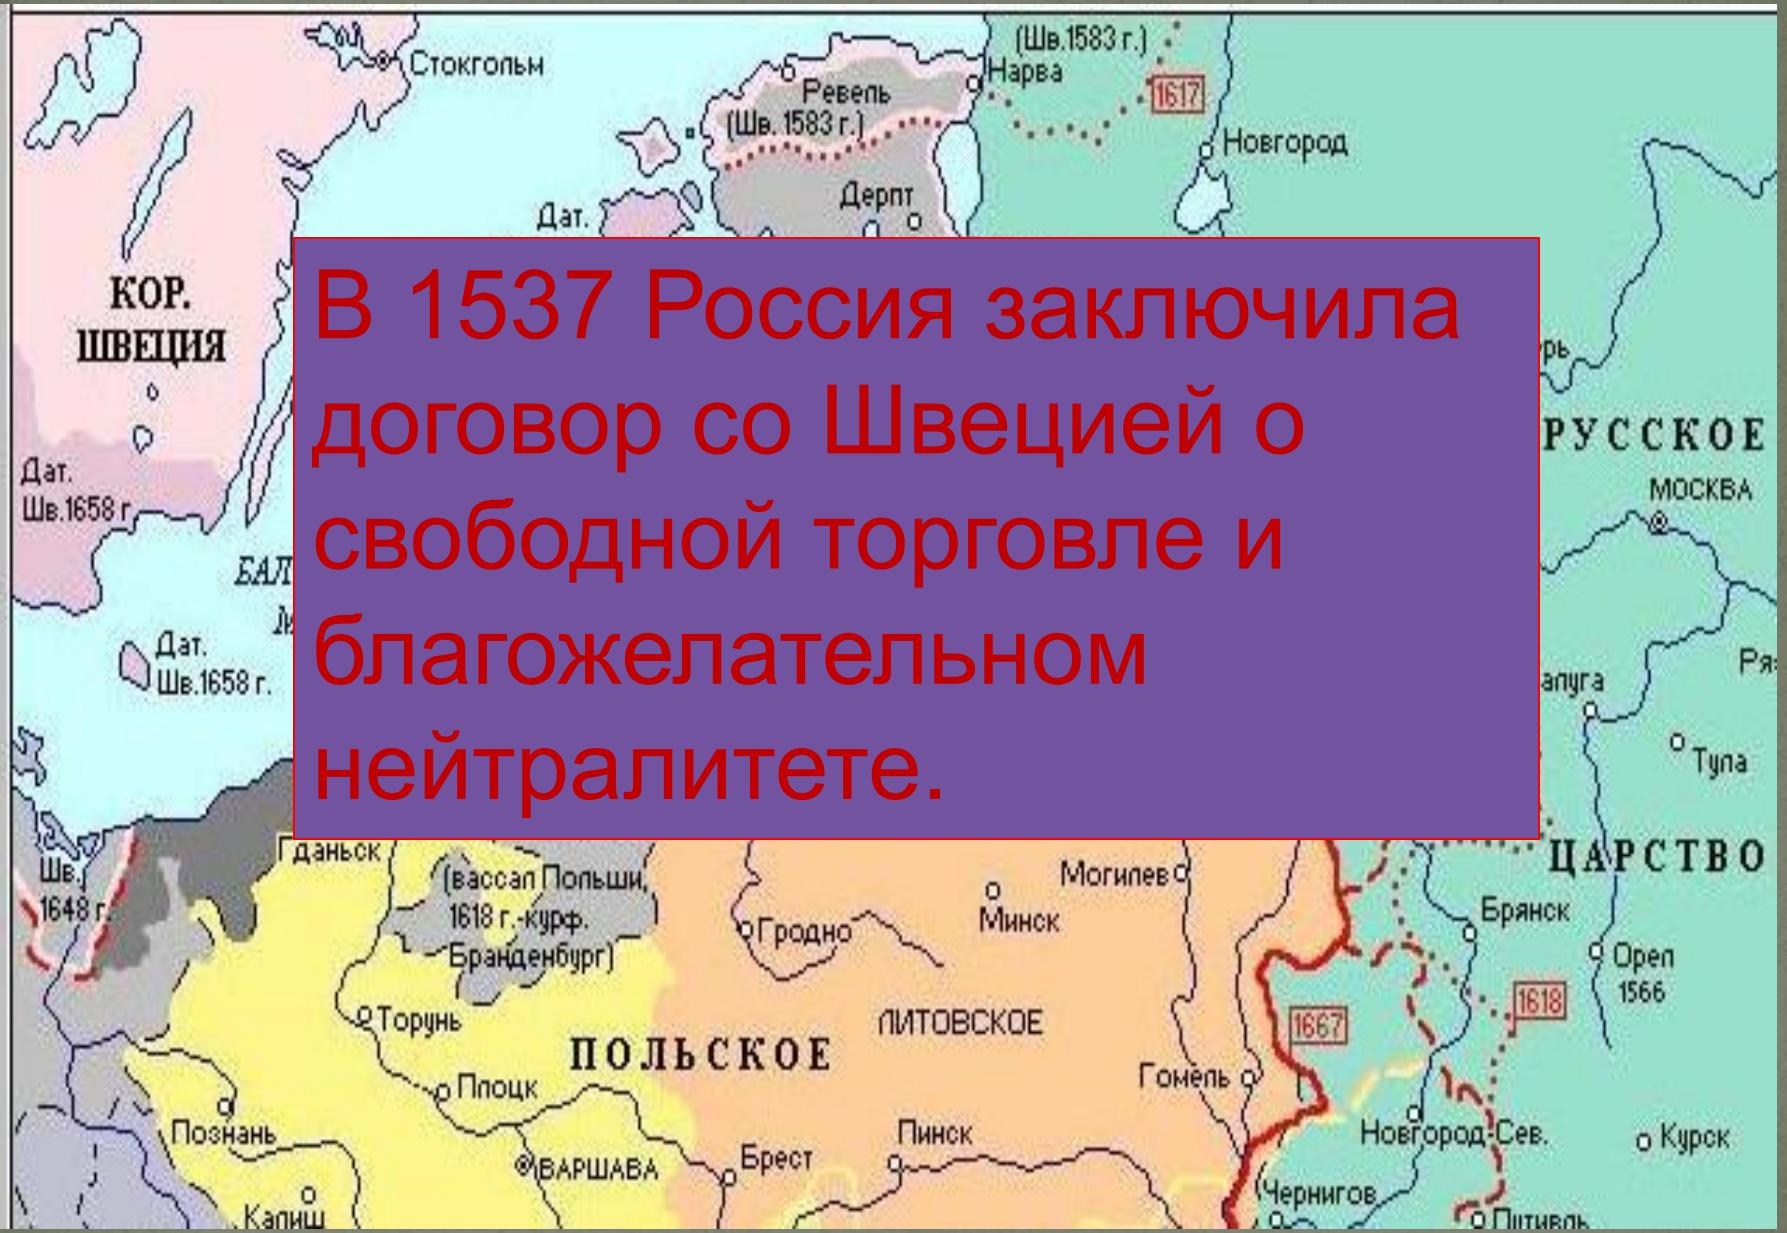 Стокгольм
(Шв.1583 г.)
Нарва
1617
Ревель
(Шв. 1583 г.)
Новгород
Дерпт
Дат.
КОР.
ШВЕЦИЯ
В 1537 Россия заключила
договор со Швецией о
свободной торговле и
благожелательном
нейтралитете.
РУССКОЕ
МОСКВА
Дат.
Шв.1658 г.
БАЛ
Дат.
Шв.1658 г.
алуга
Тула
ЦАРСТВО
Гданьск
(вассал Польши,
1618 г.-курф.
Бранденбург)
Шв.
1648 г.
Могилев
Минск
Гродно
Брянск
Орел
1566
1618
1667
Торунь
ПОЛЬСКОЕ
ЛИТОВСКОЕ
Гомель
Плоцк
Познань
ВАРШАВА
Брест
Пинск
Новгород-Сев.
Курск
Чернигов
Калиш
Путивль